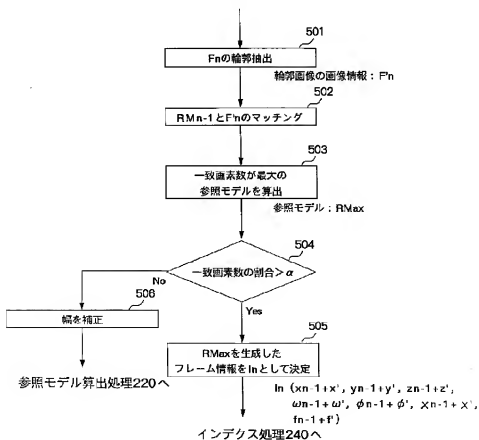 501
Fnの輪郭抽出
輪郭画像の画像情報:F'n
502
RMn-1とF'nのマッチング
503
一致画素数が最大の
参照モデルを算出
参照モデル:RMax
504
一致画素数の割合>α
No
Yes
506
幅を補正
参照モデル算出処理220へ
505
RMaxを生成した
フレーム情報をInとして決定
In (xn-1+x', yn-1+y', zn-1+z',
ωn-1+ω', φn-1+φ', χn-1+χ',
fn-1+f')
インデクス処理240へ